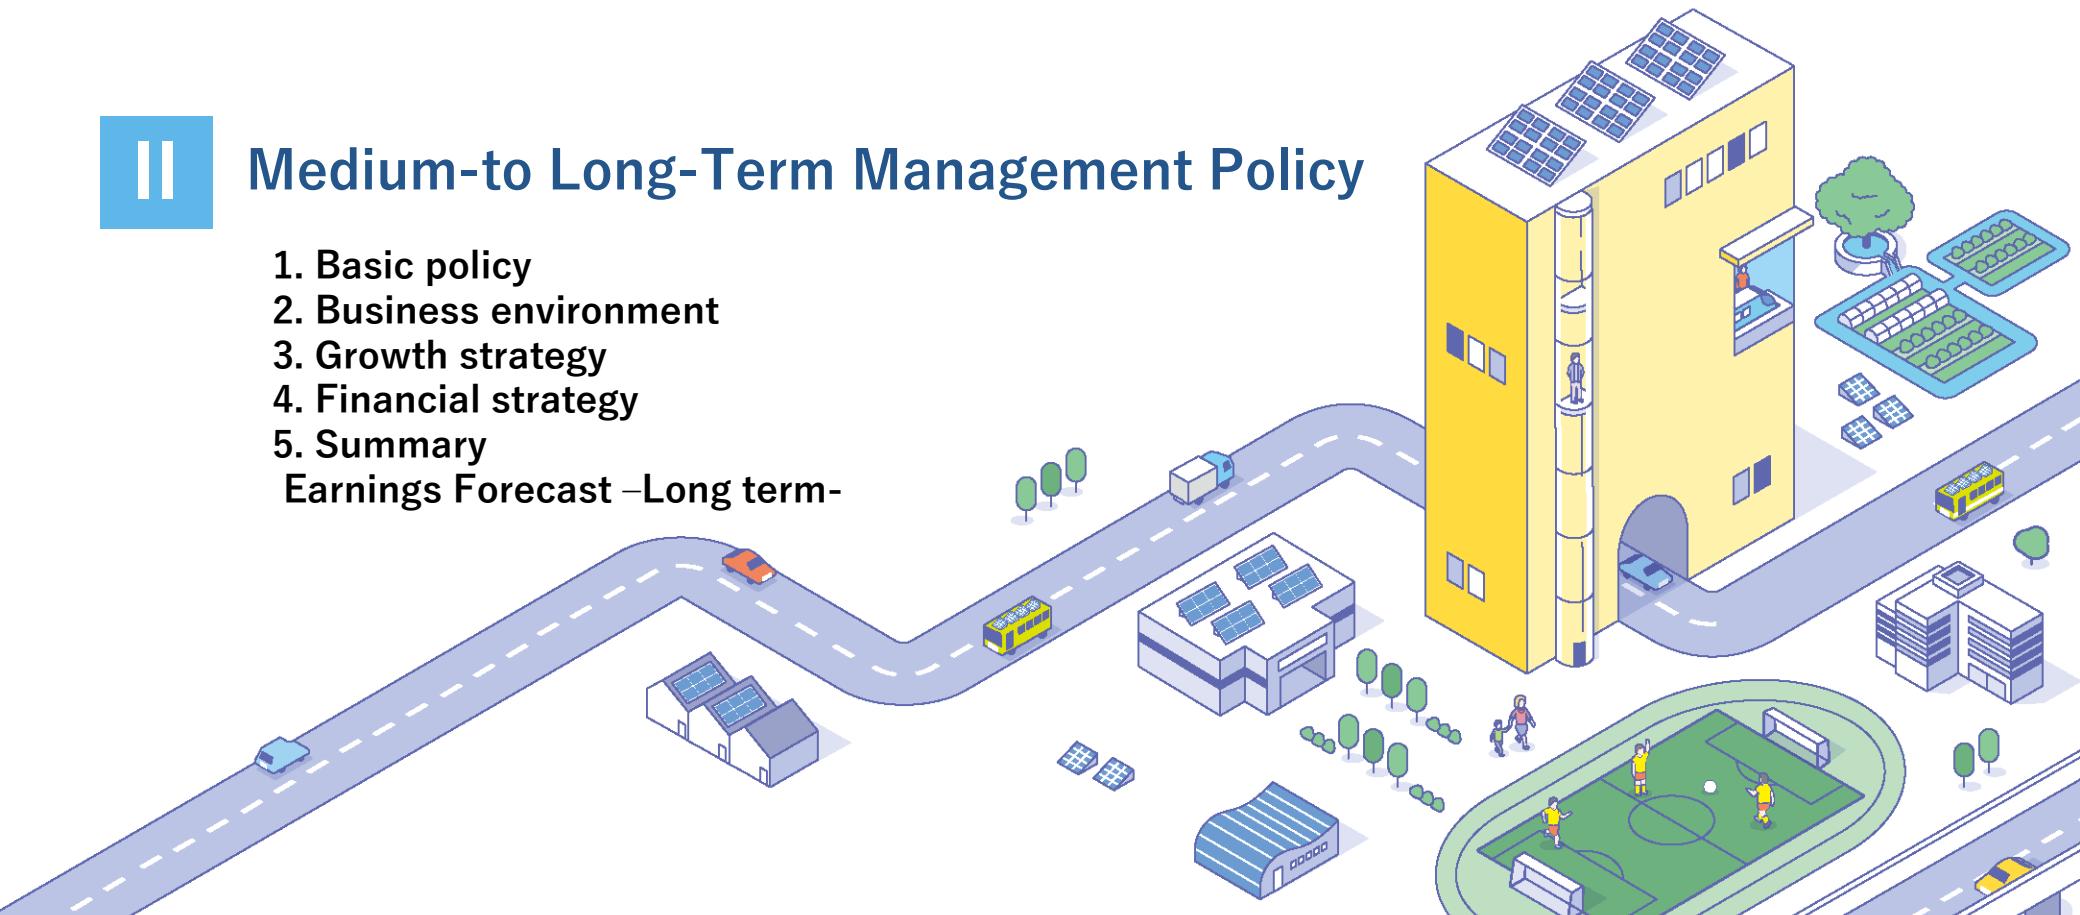 II
Medium-to Long-Term Management Policy
1. Basic policy
2. Business environment
3. Growth strategy
4. Financial strategy
5. Summary
Earnings Forecast –Long term-